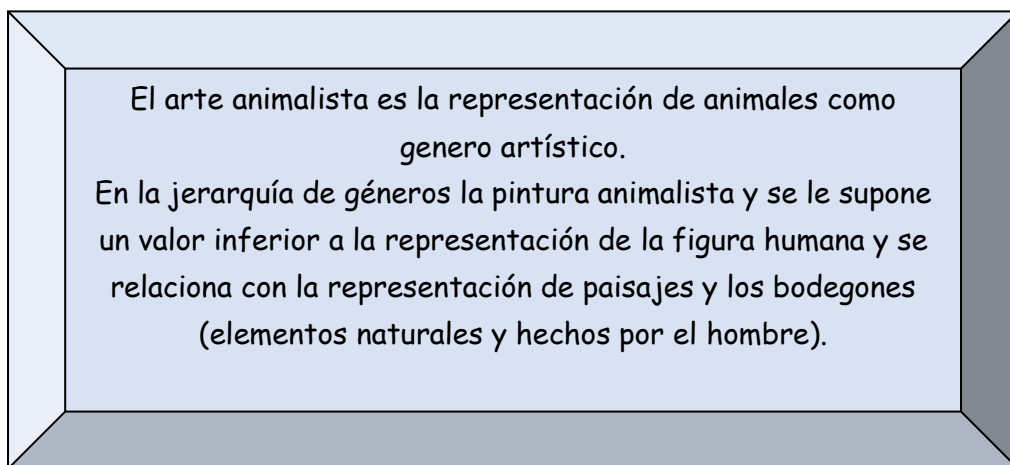 El arte animalista es la representación de animales como
genero artístico.
En la jerarquía de géneros la pintura animalista y se le supone
un valor inferior a la representación de la figura humana y se
relaciona con la representación de paisajes y los bodegones
(elementos naturales y hechos por el hombre).